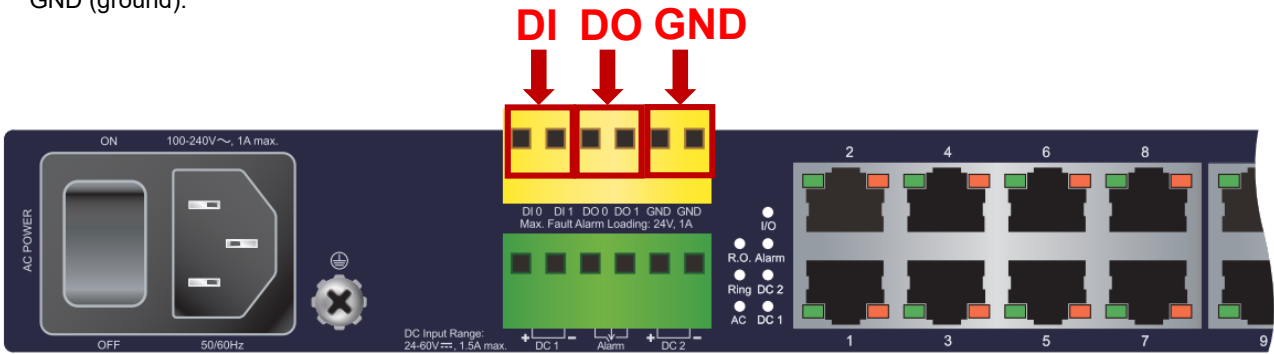 GND (ground).
DI DO GND
ON
100-240V～, 1A max.
AC POWER
OFF
50/60Hz
DI 0 DI 1 DO 0 DO 1 GND GND
Max. Fault Alarm Loading: 24V, 1A
DC Input Range:
24-60V⎓, 1.5A max.
+ DC 1 −
Alarm
+ DC 2 −
I/O
R.O. Alarm
Ring DC 2
AC DC 1
2 4 6 8
1 3 5 7 9